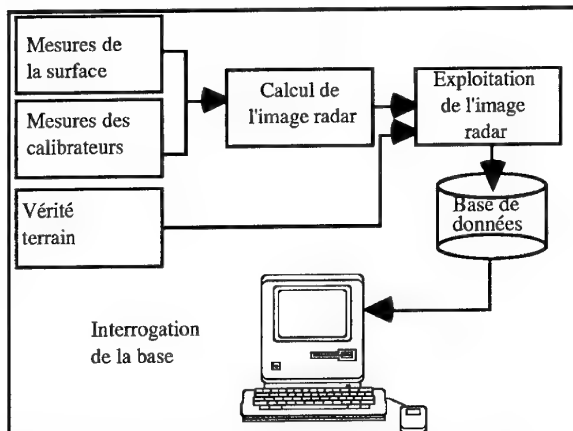 Mesures de
la surface
Mesures des
calibrateurs
Vérité
terrain
Calcul de
l'image radar
Exploitation
de l'image
radar
Base de
données
Interrogation
de la base